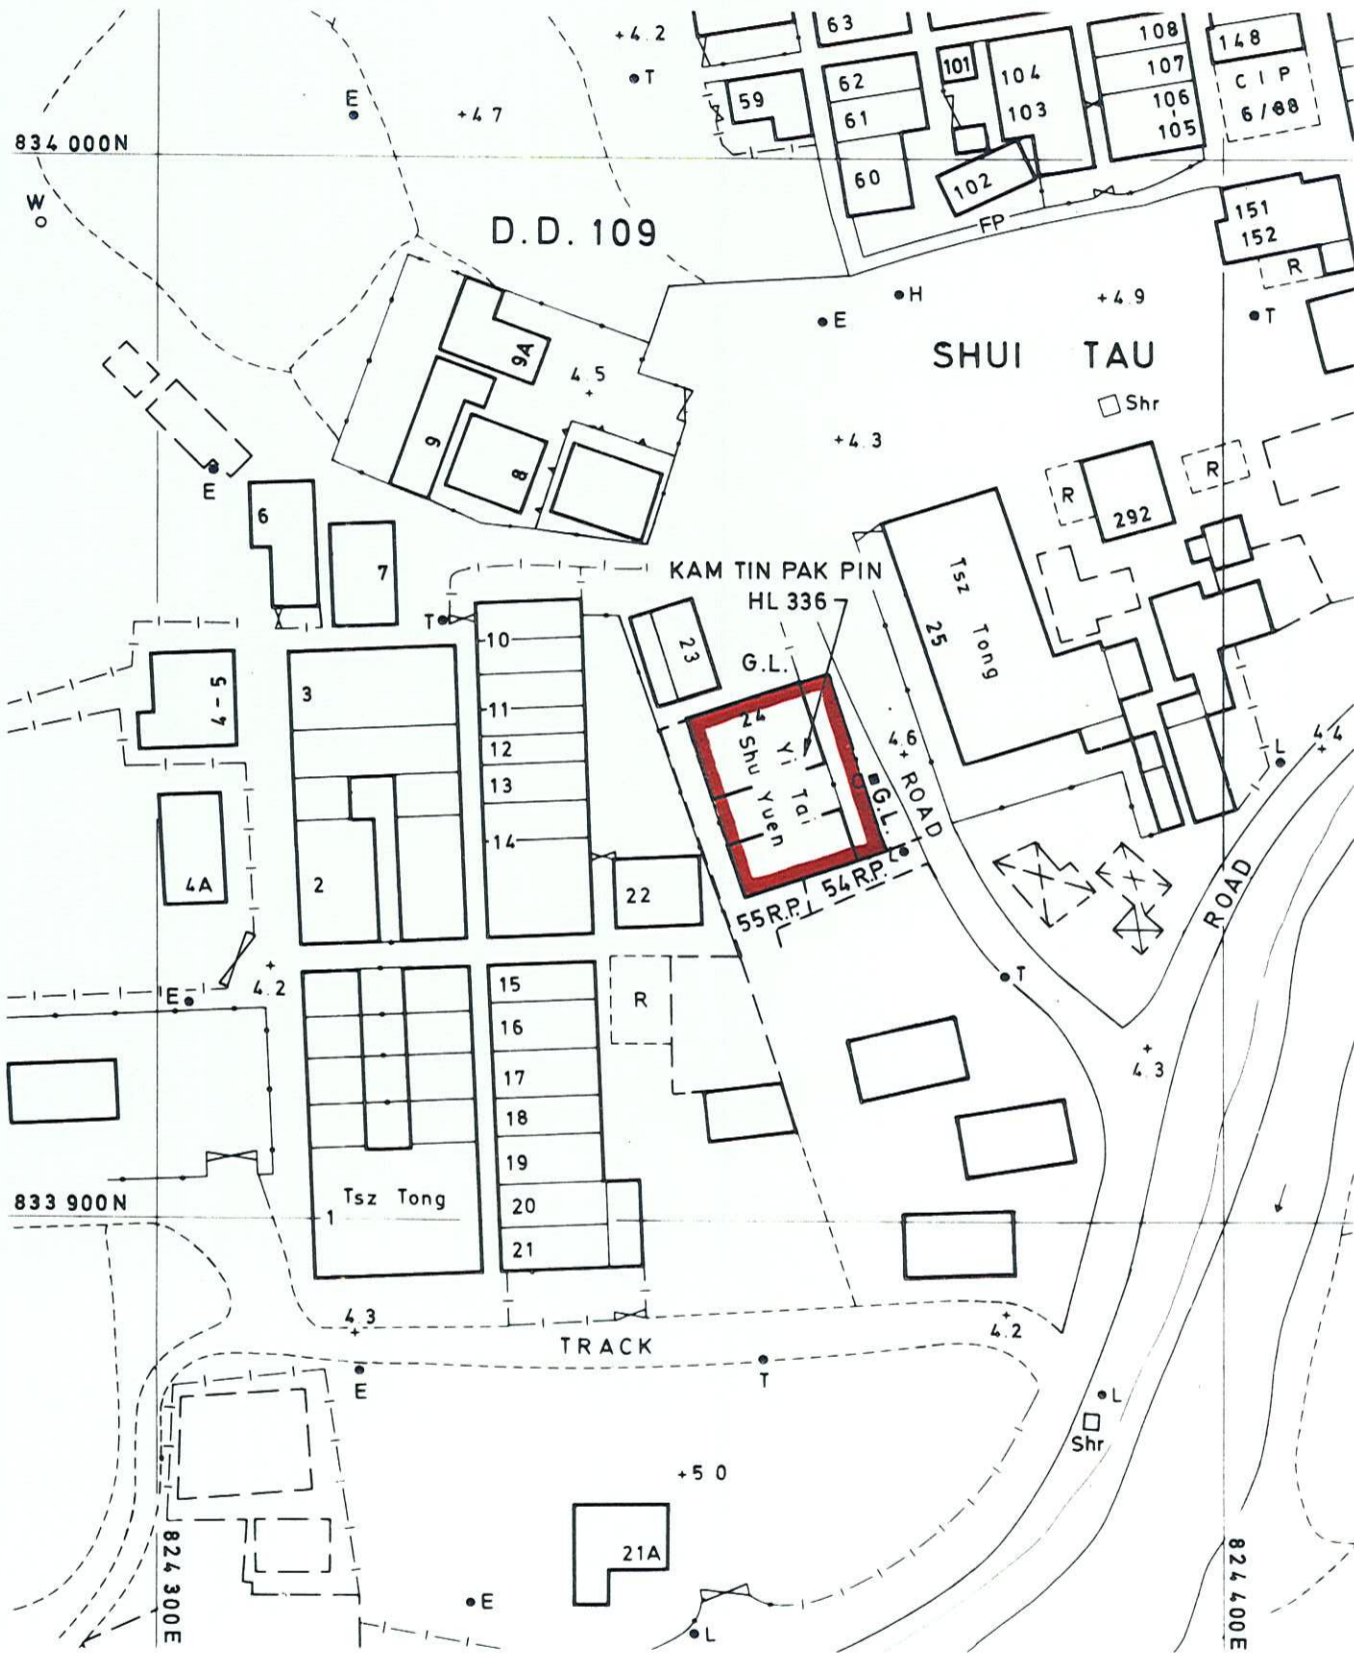 +4.2
T
63
62
61
60
59
101
104
103
102
108
107
106
105
148
C I P
6/88
E
+4 7
834 000N
W
D.D. 109
FP
151
152
R
H
E
+4.9
T
SHUI TAU
Shr
9A
4.5
9
8
+4.3
R
R
292
E
6
7
KAM TIN PAK PIN
HL 336
Tsz Tong
25
T
10
23
G.L.
4-5
3
11
24
Shu Yuen
Yi Tai
4.6
ROAD
L
4.4
12
13
G.L.
14
4A
2
22
54 R.P.
L
55 R.P.
ROAD
4.2
E
15
R
T
16
4.3
17
18
19
833 900N
Tsz Tong
1
20
21
4.3
TRACK
4.2
E
T
L
Shr
+5 0
824 300E
21A
824 400E
E
L